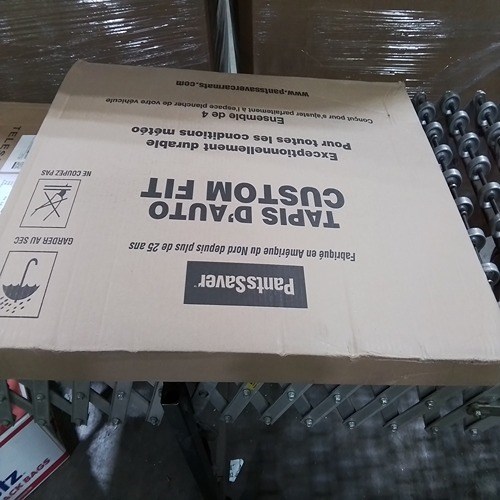 PantsSaver
Fabriqué en Amérique du Nord depuis plus de 25 ans
TAPIS D'AUTO
CUSTOM FIT
Exceptionnellement durable
Pour toutes les conditions météo
Ensemble de 4
Conçu pour s'ajuster parfaitement à l'espace plancher de votre véhicule
www.pantssavercarmats.com
GARDER AU SEC
NE COUPEZ PAS
BAGS